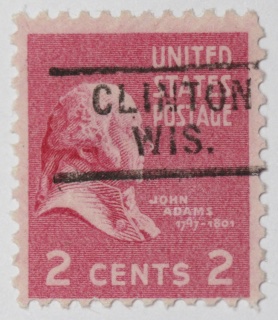 UNITED
STATES
POSTAGE
CLINTON
WIS.
JOHN
ADAMS
1797-1801
2 CENTS 2